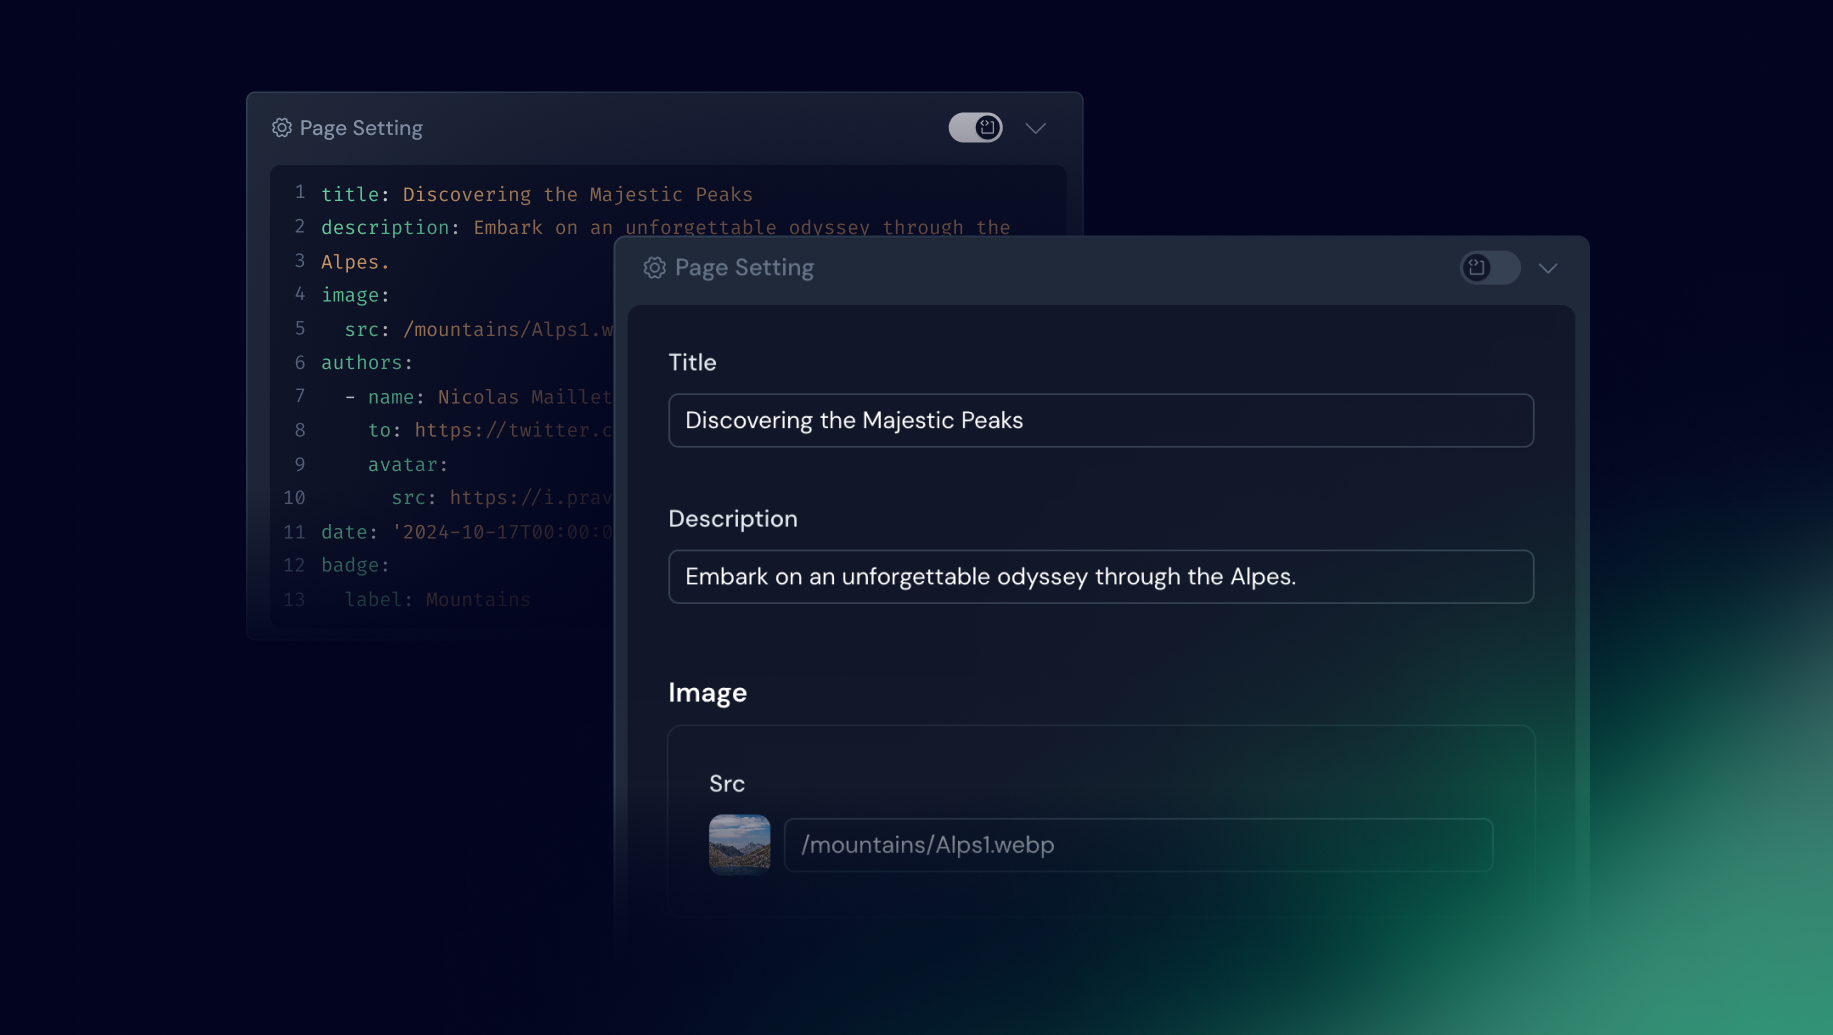 Page Setting
1 title: Discovering the Majestic Peaks
2 description: Embark on an unforgettable odyssey through the
3 Alpes.
4 image:
5 src: /mountains/Alps1.w
6 authors:
7 - name: Nicolas Maillet
8 to: https://twitter.c
9 avatar:
10 src: https://i.prav
11 date: '2024-10-17T00:00:0
12 badge:
13 label: Mountains
Page Setting
Title
Discovering the Majestic Peaks
Description
Embark on an unforgettable odyssey through the Alpes.
Image
Src
/mountains/Alps1.webp